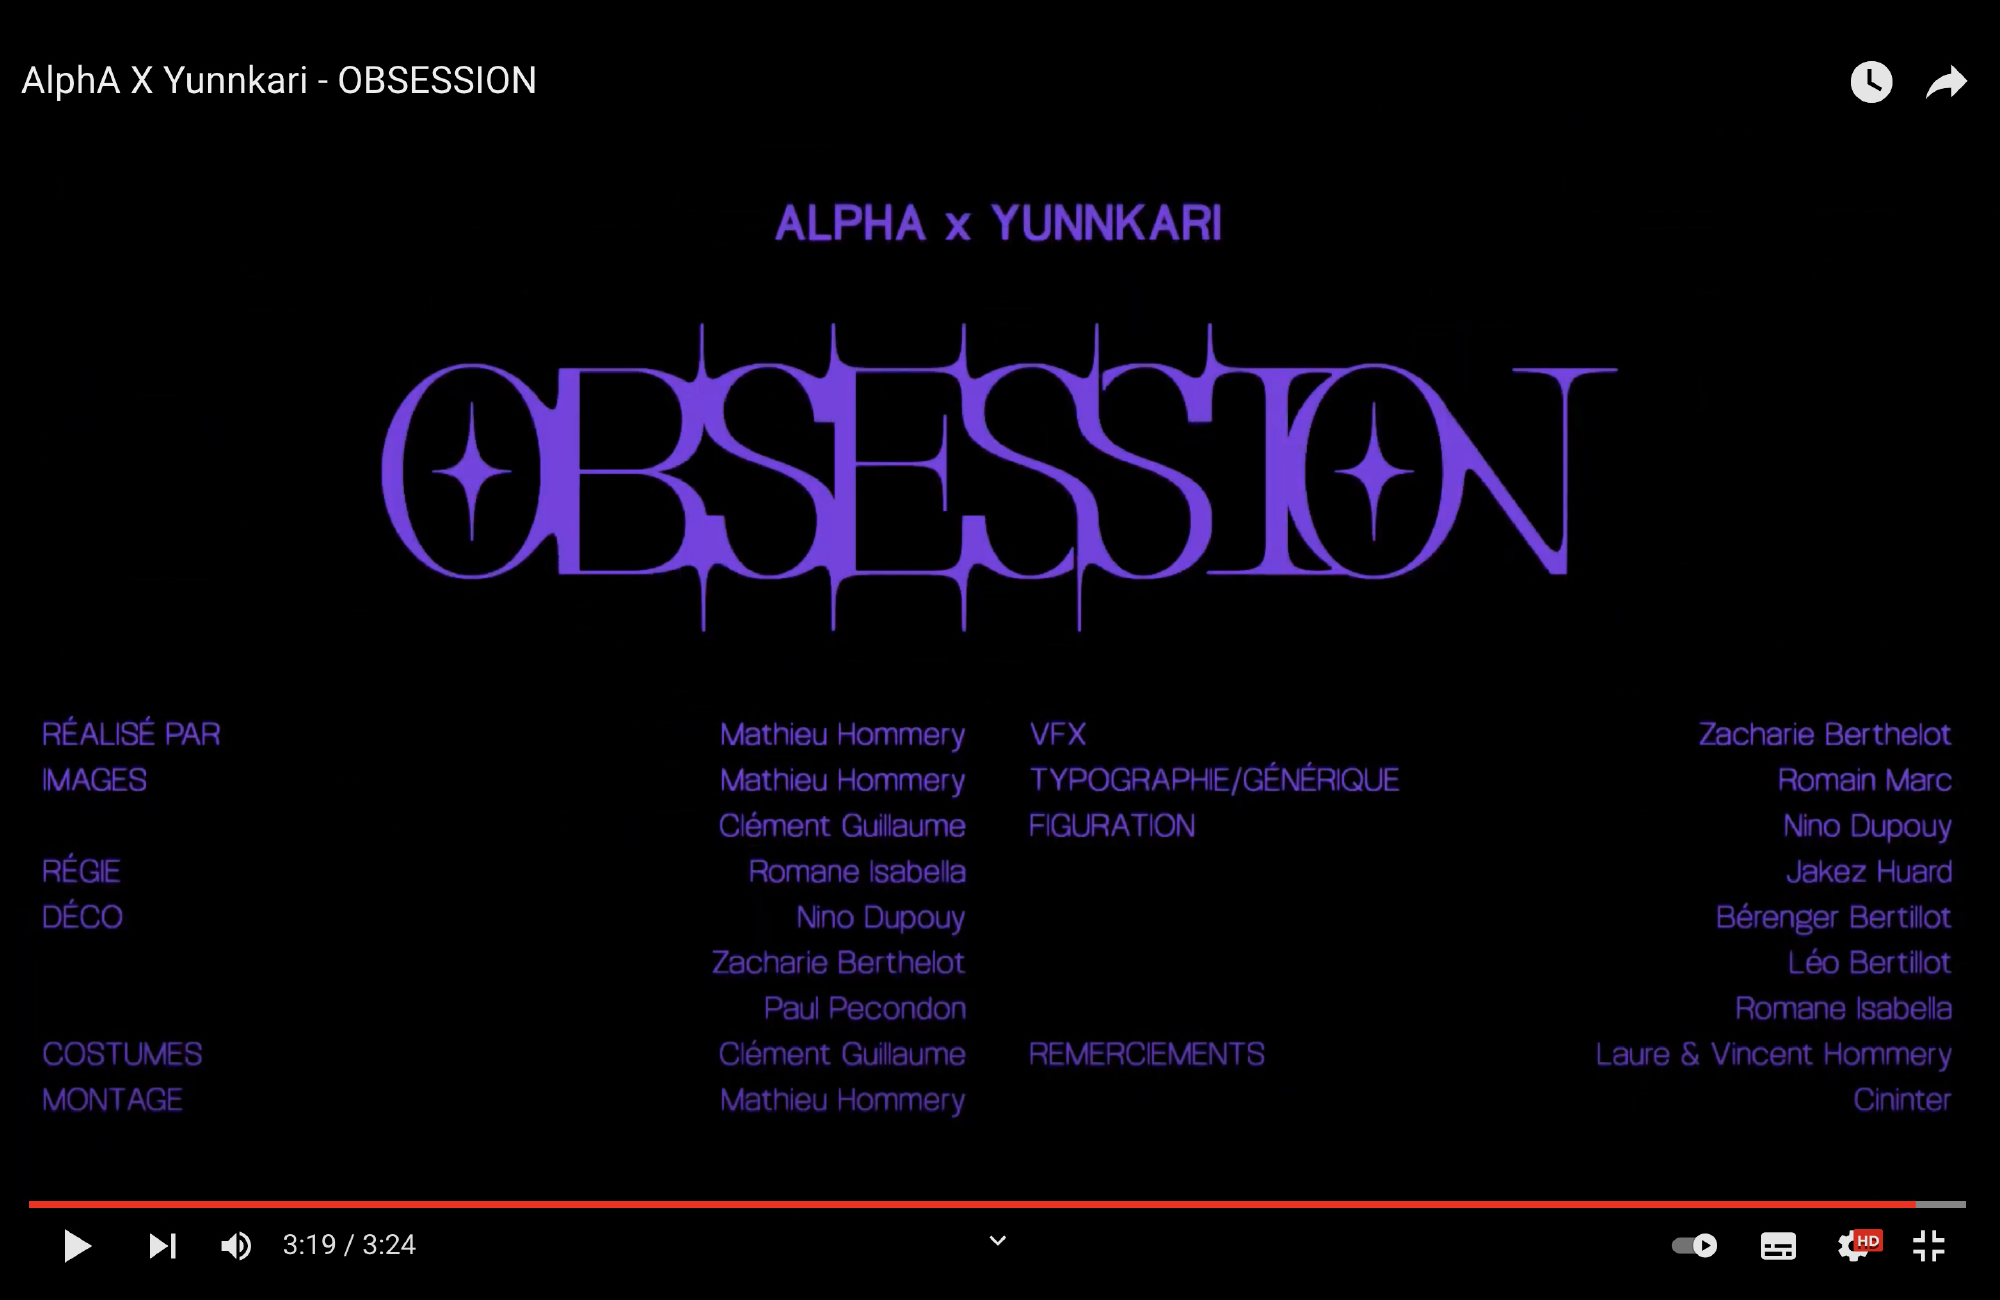 AlphA X Yunnkari - OBSESSION
ALPHA x YUNNKARI
OBSESSION
RÉALISÉ PAR Mathieu Hommery
IMAGES Mathieu Hommery
Clément Guillaume
RÉGIE Romane Isabella
DÉCO Nino Dupouy
Zacharie Berthelot
Paul Pecondon
COSTUMES Clément Guillaume
MONTAGE Mathieu Hommery
VFX Zacharie Berthelot
TYPOGRAPHIE/GÉNÉRIQUE Romain Marc
FIGURATION Nino Dupouy
Jakez Huard
Bérenger Bertillot
Léo Bertillot
Romane Isabella
REMERCIEMENTS Laure & Vincent Hommery
Cininter
3:19 / 3:24
HD